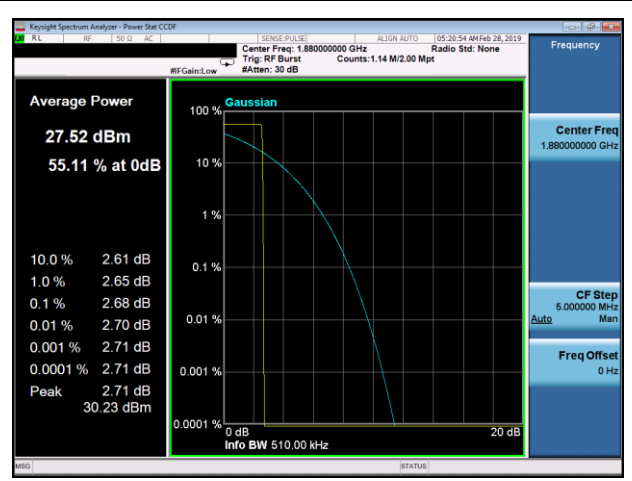 Keysight Spectrum Analyzer - Power Stat CCDF
RL RF 50 Ω AC SENSE:PULSE ALIGN AUTO 05:20:54 AM Feb 28, 2019
Center Freq: 1.880000000 GHz Radio Std: None
Trig: RF Burst Counts:1.14 M/2.00 Mpt
#IFGain:Low #Atten: 30 dB
Frequency
Average Power
27.52 dBm
55.11 % at 0dB
10.0 % 2.61 dB
1.0 % 2.65 dB
0.1 % 2.68 dB
0.01 % 2.70 dB
0.001 % 2.71 dB
0.0001 % 2.71 dB
Peak 2.71 dB
30.23 dBm
Gaussian
100 %
10 %
1 %
0.1 %
0.01 %
0.001 %
0.0001 %
0 dB 20 dB
Info BW 510.00 kHz
Center Freq
1.880000000 GHz
CF Step
5.000000 MHz
Auto Man
Freq Offset
0 Hz
MSG STATUS